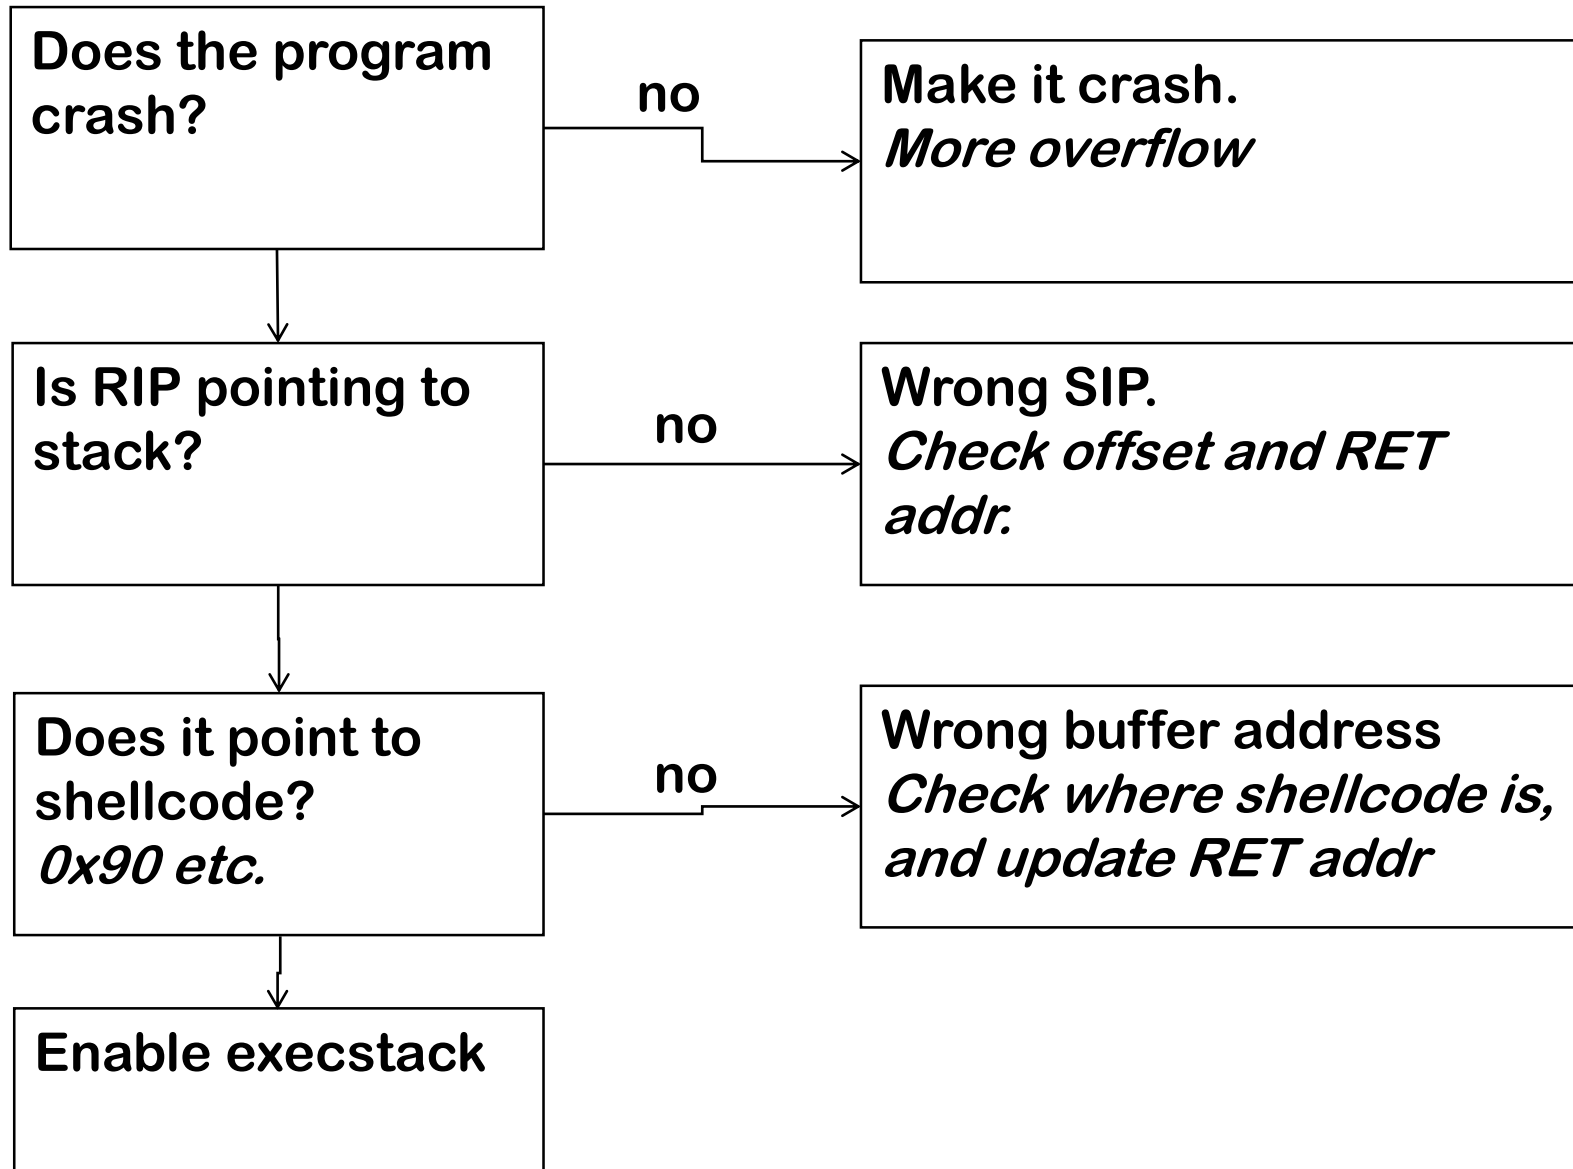 Does the program
crash?
no
Make it crash.
More overflow
Is RIP pointing to
stack?
no
Wrong SIP.
Check offset and RET
addr.
Does it point to
shellcode?
0x90 etc.
no
Wrong buffer address
Check where shellcode is,
and update RET addr
Enable execstack